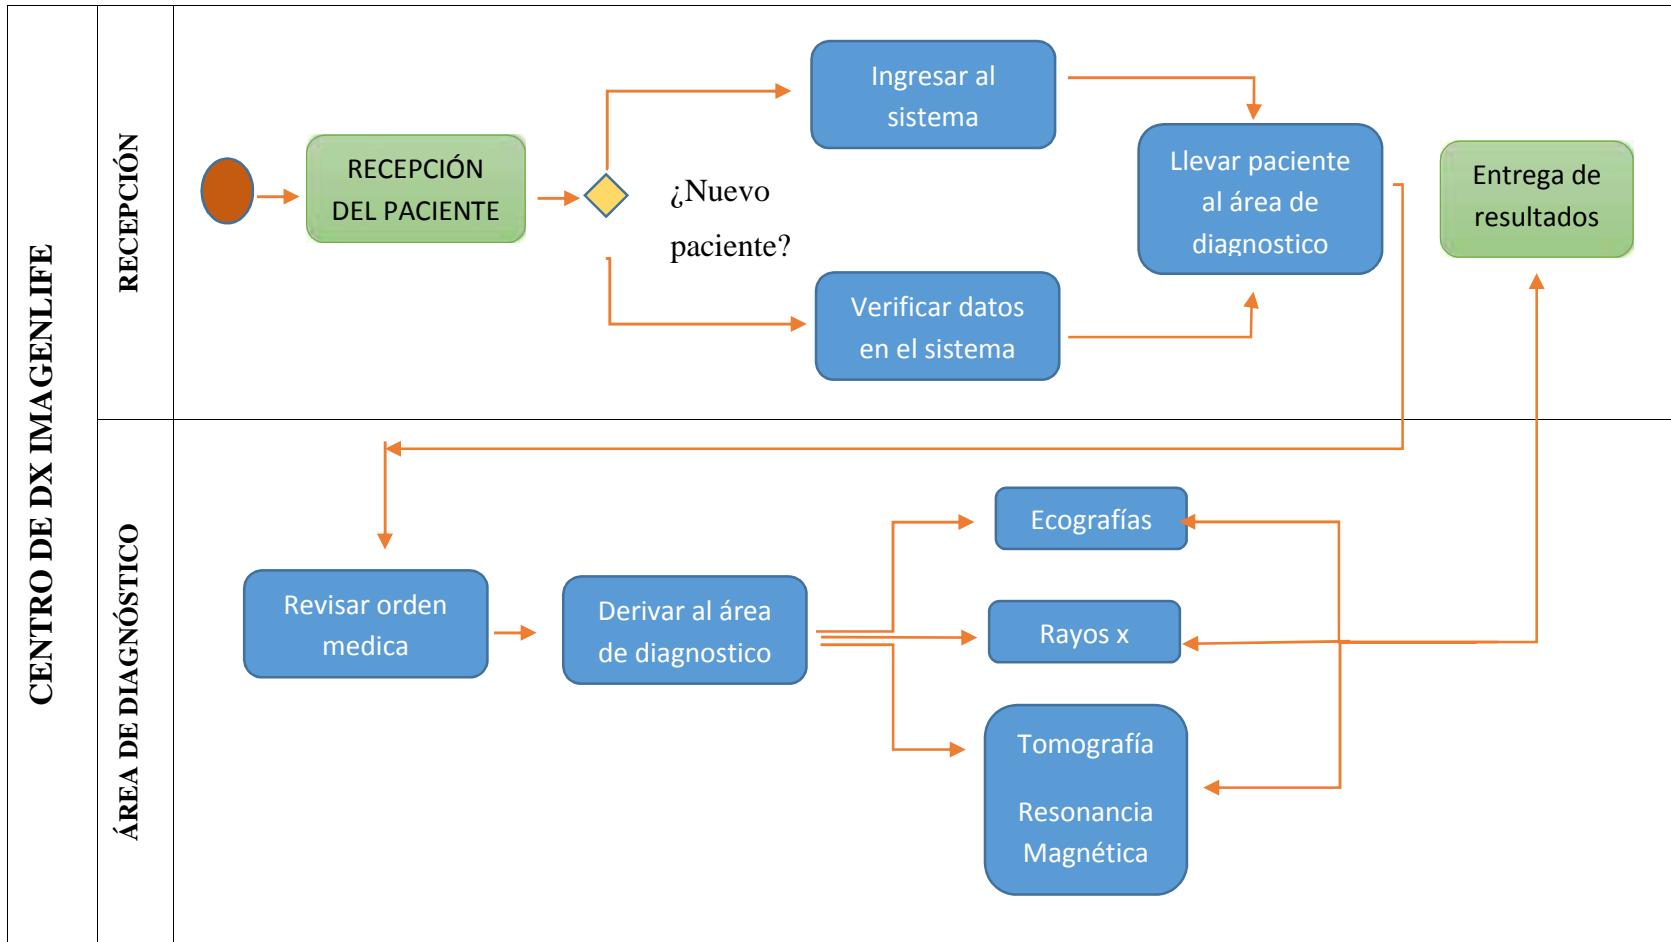 CENTRO DE DX IMAGENLIFE
RECEPCIÓN
RECEPCIÓN
DEL PACIENTE
¿Nuevo
paciente?
Ingresar al
sistema
Verificar datos
en el sistema
Llevar paciente
al área de
diagnostico
Entrega de
resultados
ÁREA DE DIAGNÓSTICO
Revisar orden
medica
Derivar al área
de diagnostico
Ecografías
Rayos x
Tomografía
Resonancia
Magnética